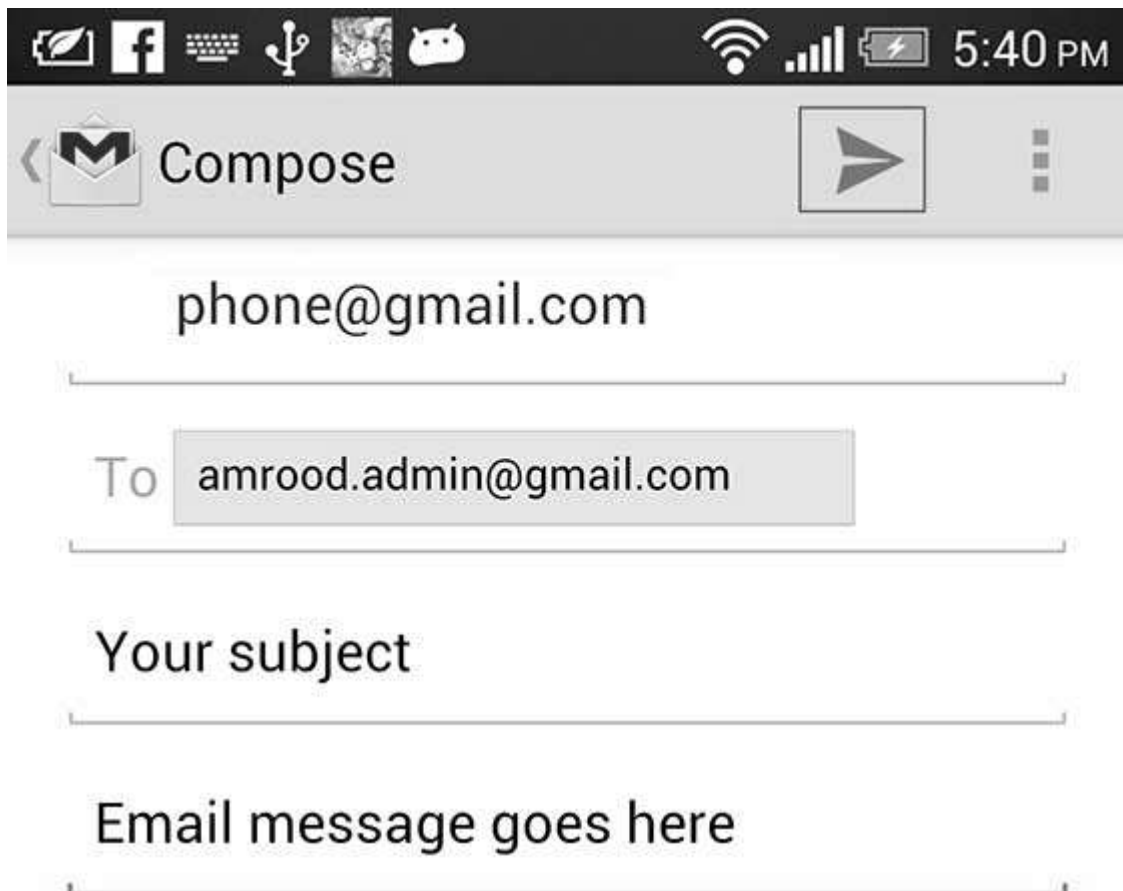 5:40 PM
Compose
phone@gmail.com
To amrood.admin@gmail.com
Your subject
Email message goes here